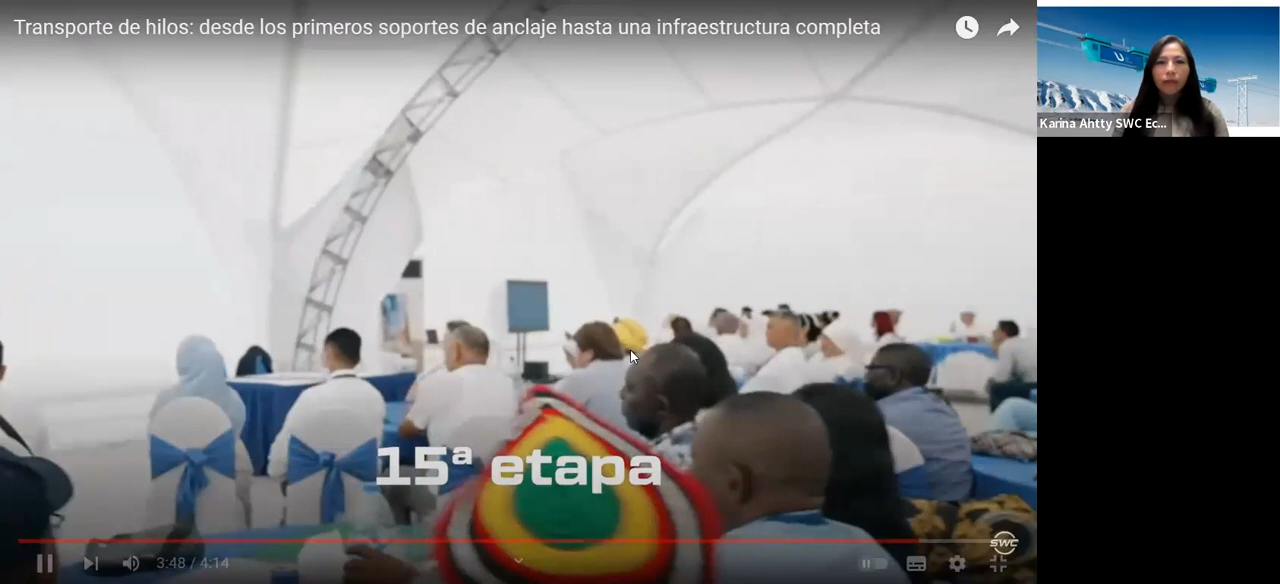 Transporte de hilos: desde los primeros soportes de anclaje hasta una infraestructura completa
U
Karina Ahtty SWC Ec...
15ª etapa
SWC
3:48 / 4:14